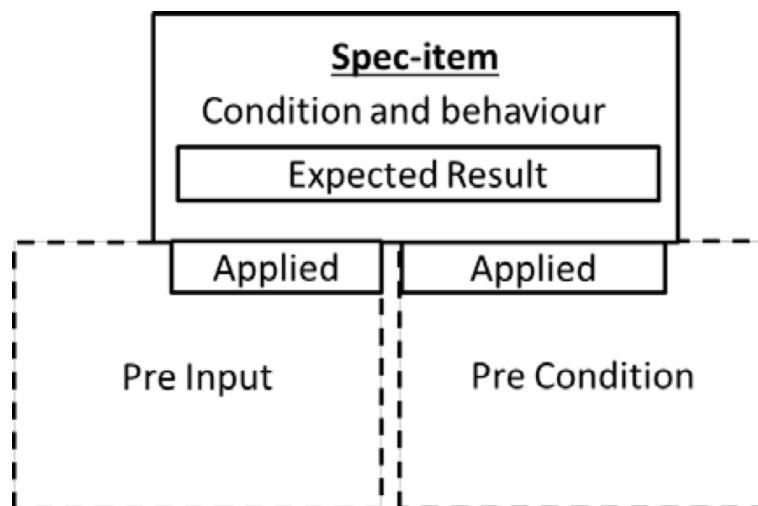 Spec-item
Condition and behaviour
Expected Result
Applied
Applied
Pre Input
Pre Condition